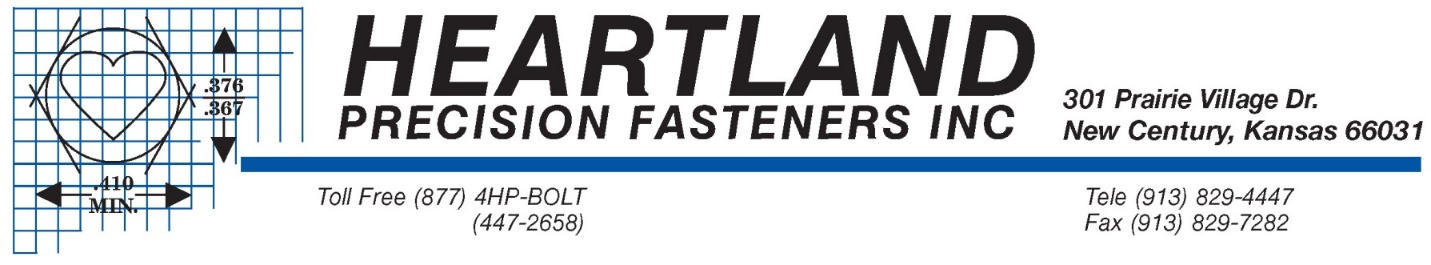 .376
.367
.410
MIN.
HEARTLAND
PRECISION FASTENERS INC
301 Prairie Village Dr.
New Century, Kansas 66031
Toll Free (877) 4HP-BOLT
(447-2658)
Tele (913) 829-4447
Fax (913) 829-7282